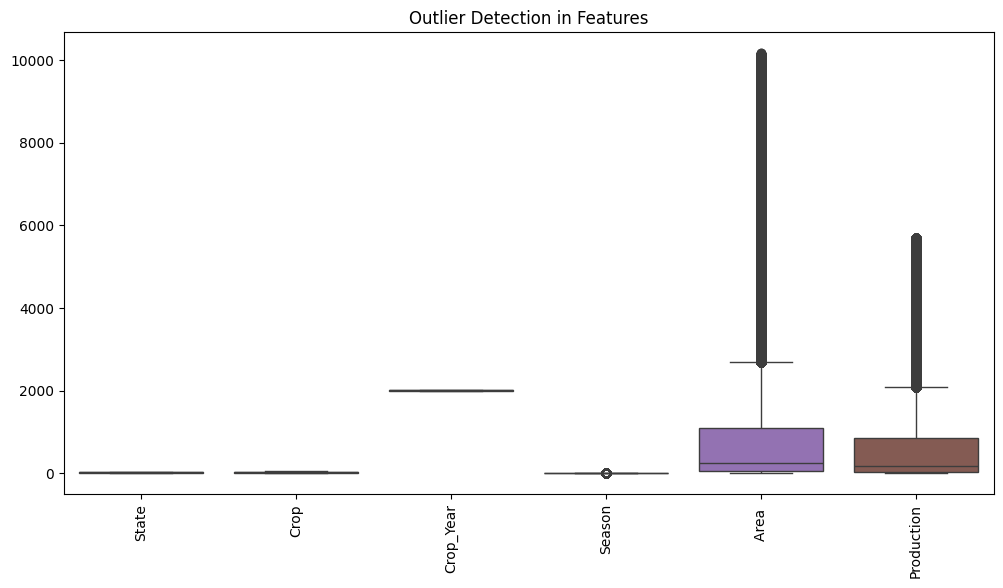 Outlier Detection in Features
10000
8000
6000
4000
2000
0
State
Crop
Crop_Year
Season
Area
Production